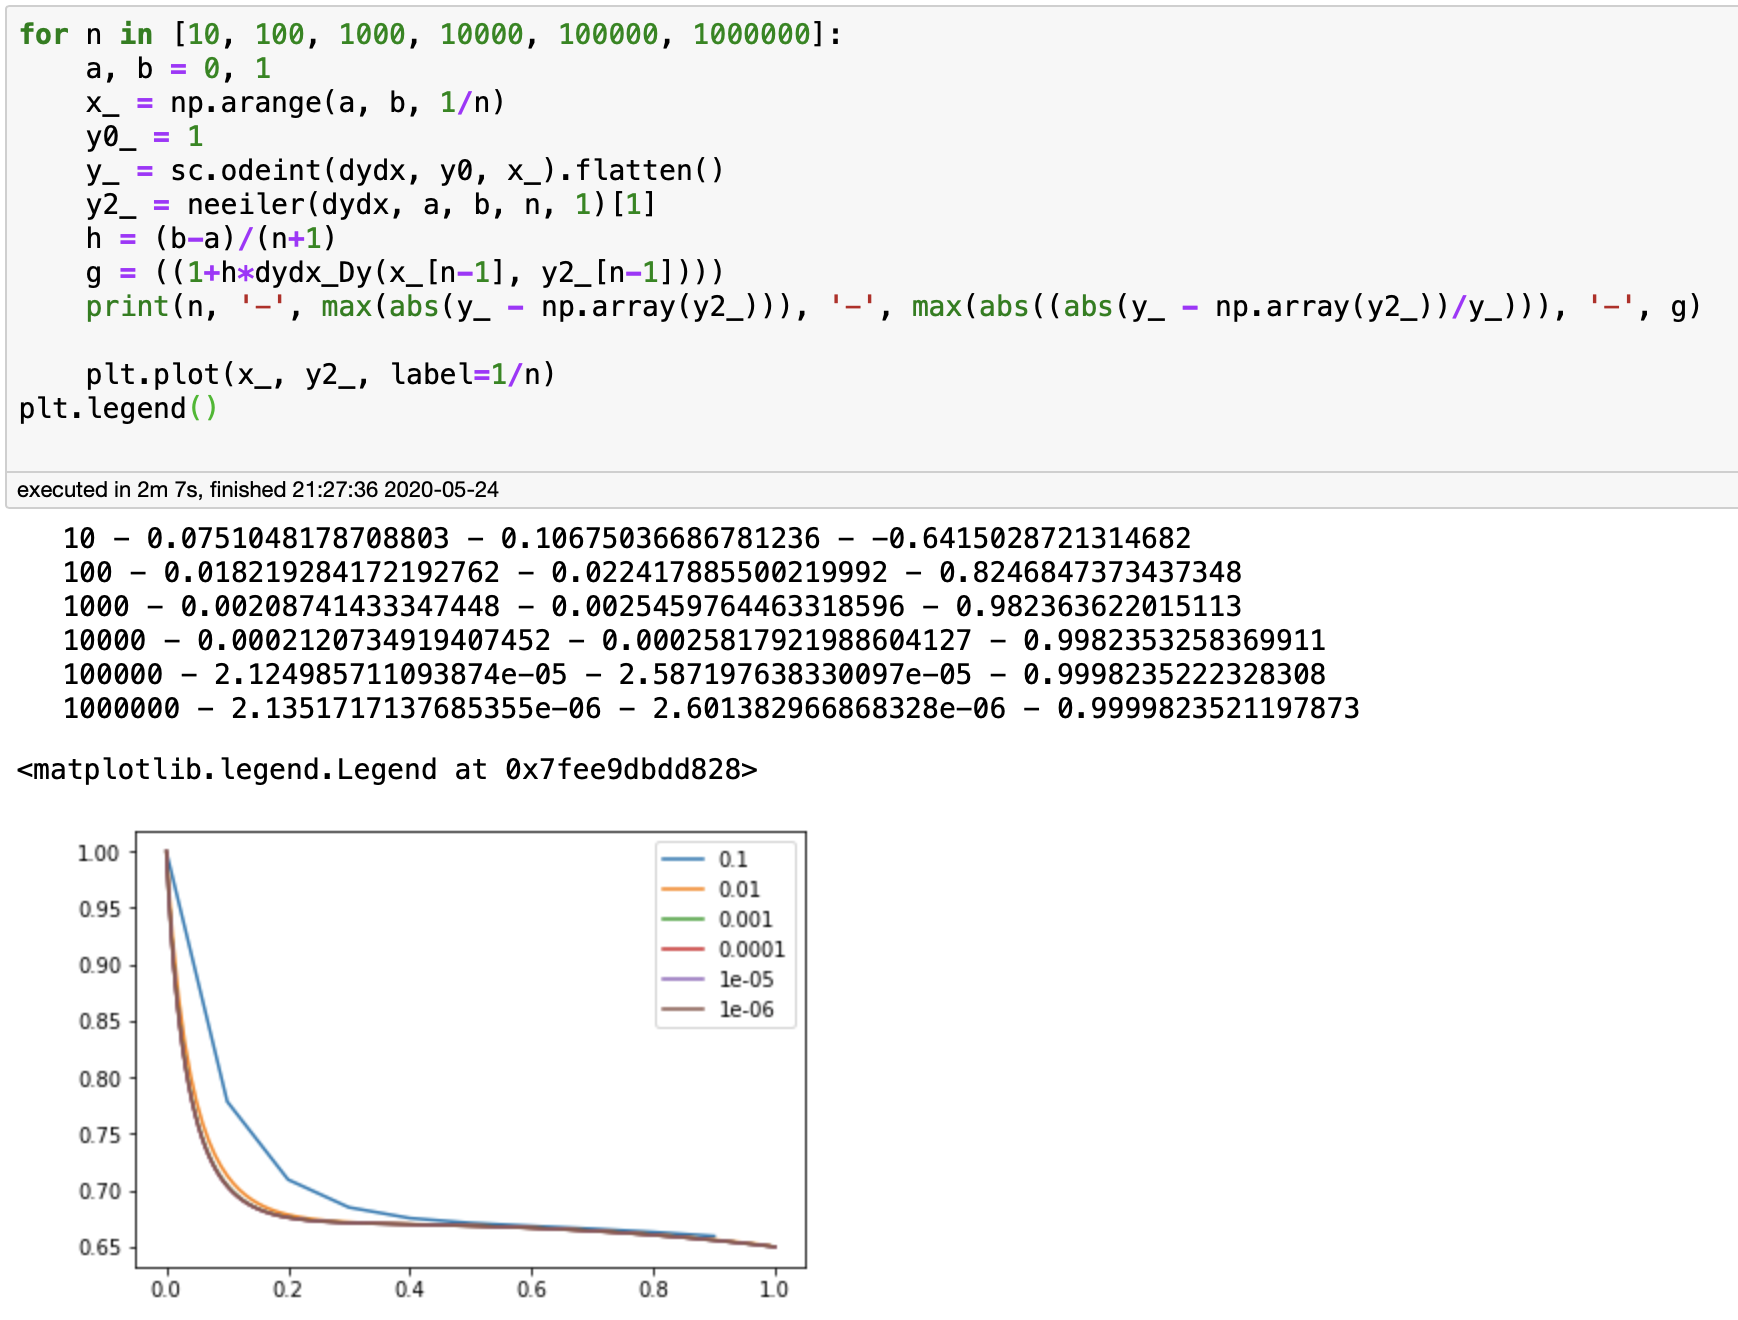 for n in [10, 100, 1000, 10000, 100000, 1000000]:
    a, b = 0, 1
    x_ = np.arange(a, b, 1/n)
    y0_ = 1
    y_ = sc.odeint(dydx, y0, x_).flatten()
    y2_ = neeiler(dydx, a, b, n, 1)[1]
    h = (b-a)/(n+1)
    g = ((1+h*dydx_Dy(x_[n-1], y2_[n-1])))
    print(n, '-', max(abs(y_ - np.array(y2_))), '-', max(abs((abs(y_ - np.array(y2_))/y_))), '-', g)
    plt.plot(x_, y2_, label=1/n)
plt.legend()
executed in 2m 7s, finished 21:27:36 2020-05-24
10 - 0.0751048178708803 - 0.10675036686781236 - -0.6415028721314682
100 - 0.018219284172192762 - 0.022417885500219992 - 0.8246847373437348
1000 - 0.00208741433347448 - 0.0025459764463318596 - 0.982363622015113
10000 - 0.0002120734919407452 - 0.00025817921988604127 - 0.9982353258369911
100000 - 2.124985711093874e-05 - 2.587197638330097e-05 - 0.9998235222328308
1000000 - 2.1351717137685355e-06 - 2.601382966868328e-06 - 0.9999823521197873
<matplotlib.legend.Legend at 0x7fee9dbdd828>
1.00
0.95
0.90
0.85
0.80
0.75
0.70
0.65
0.1
0.01
0.001
0.0001
1e-05
1e-06
0.0 0.2 0.4 0.6 0.8 1.0